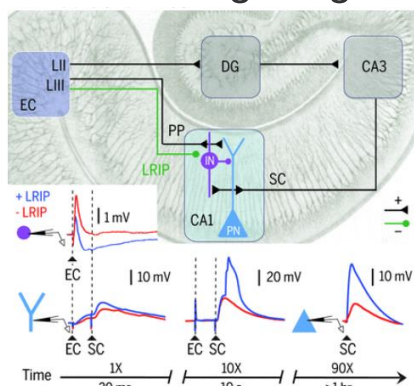 LII
LIII
EC
DG
CA3
PP
LRIP
IN
SC
CA1
PN
+
−
+ LRIP
- LRIP
1 mV
EC
10 mV
20 mV
10 mV
EC SC
EC SC
SC
Time 1X 10X 90X